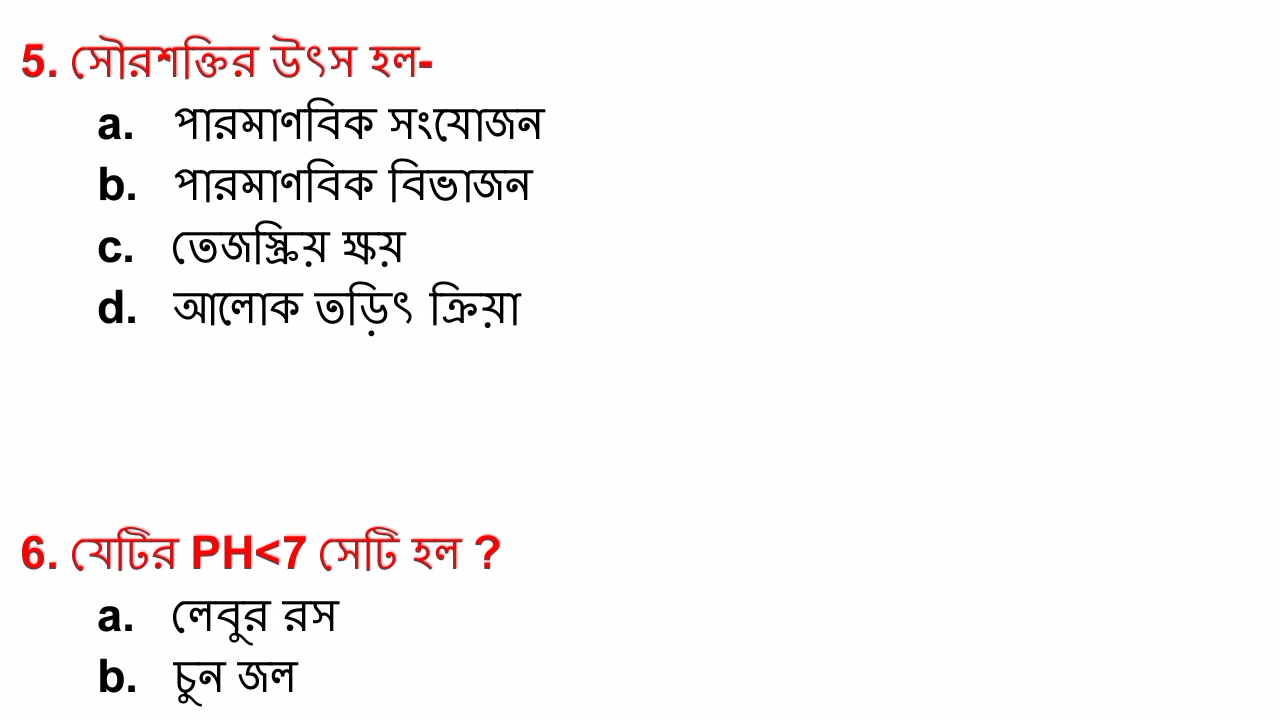 5. সৌরশক্তির উৎস হল-
a. পারমাণবিক সংযোজন
b. পারমাণবিক বিভাজন
c. তেজস্ক্রিয় ক্ষয়
d. আলোক তড়িৎ ক্রিয়া
6. যেটির PH<7 সেটি হল ?
a. লেবুর রস
b. চুন জল